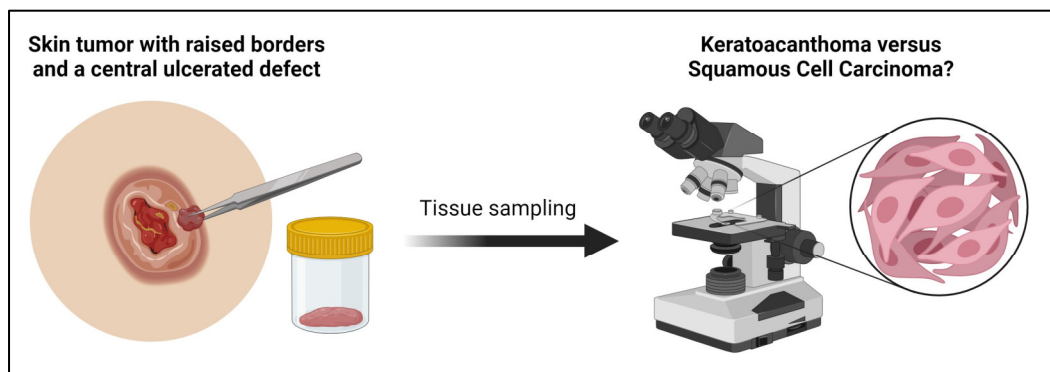 Skin tumor with raised borders
and a central ulcerated defect
Keratoacanthoma versus
Squamous Cell Carcinoma?
Tissue sampling